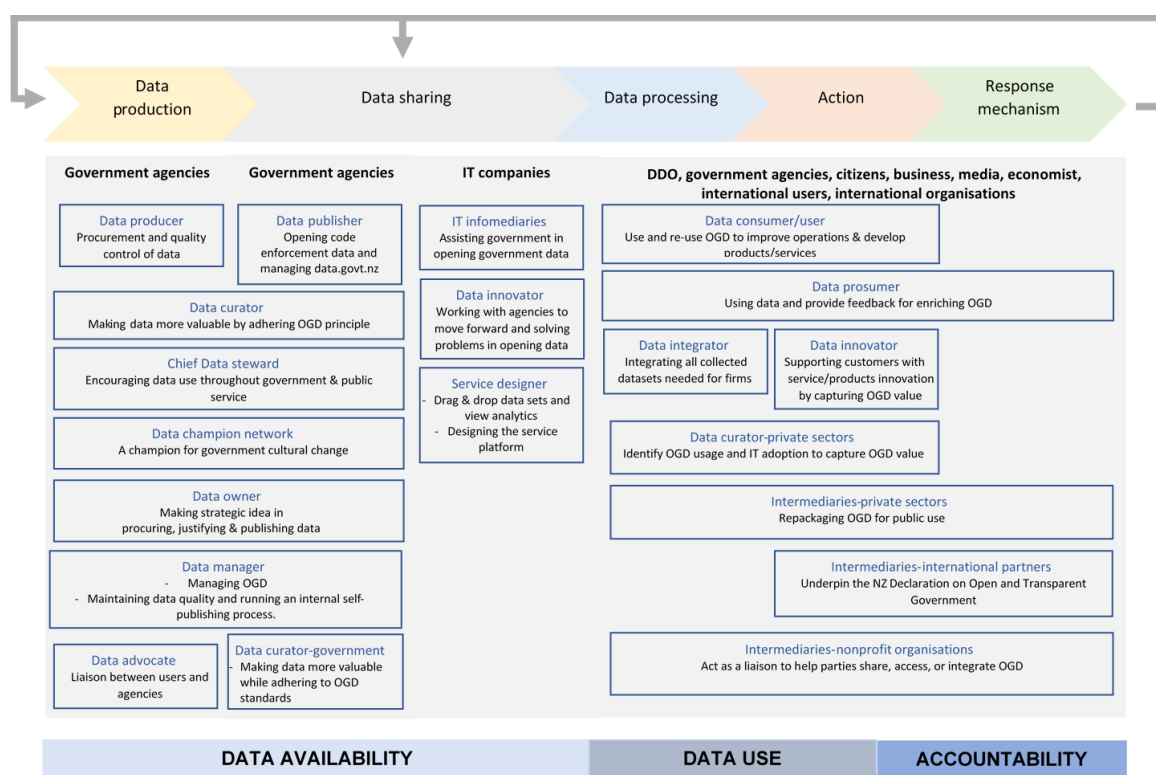 Data
production
Data sharing
Data processing
Action
Response
mechanism
Government agencies
Government agencies
IT companies
DDO, government agencies, citizens, business, media, economist,
international users, international organisations
Data producer
Procurement and quality
control of data
Data publisher
Opening code
enforcement data and
managing data.govt.nz
Data curator
Making data more valuable by adhering OGD principle
Chief Data steward
Encouraging data use throughout government & public
service
Data champion network
A champion for government cultural change
Data owner
Making strategic idea in
procuring, justifying & publishing data
Data manager
- Managing OGD
- Maintaining data quality and running an internal self-
publishing process.
Data advocate
Liaison between users and
agencies
Data curator-government
- Making data more valuable
while adhering to OGD
standards
IT infomediaries
Assisting government in
opening government data
Data innovator
Working with agencies to
move forward and solving
problems in opening data
Service designer
- Drag & drop data sets and
view analytics
- Designing the service
platform
Data consumer/user
Use and re-use OGD to improve operations & develop
products/services
Data prosumer
Using data and provide feedback for enriching OGD
Data integrator
Integrating all collected
datasets needed for firms
Data innovator
Supporting customers with
service/products innovation
by capturing OGD value
Data curator-private sectors
Identify OGD usage and IT adoption to capture OGD value
Intermediaries-private sectors
Repackaging OGD for public use
Intermediaries-international partners
Underpin the NZ Declaration on Open and Transparent
Government
Intermediaries-nonprofit organisations
Act as a liaison to help parties share, access, or integrate OGD
DATA AVAILABILITY
DATA USE
ACCOUNTABILITY